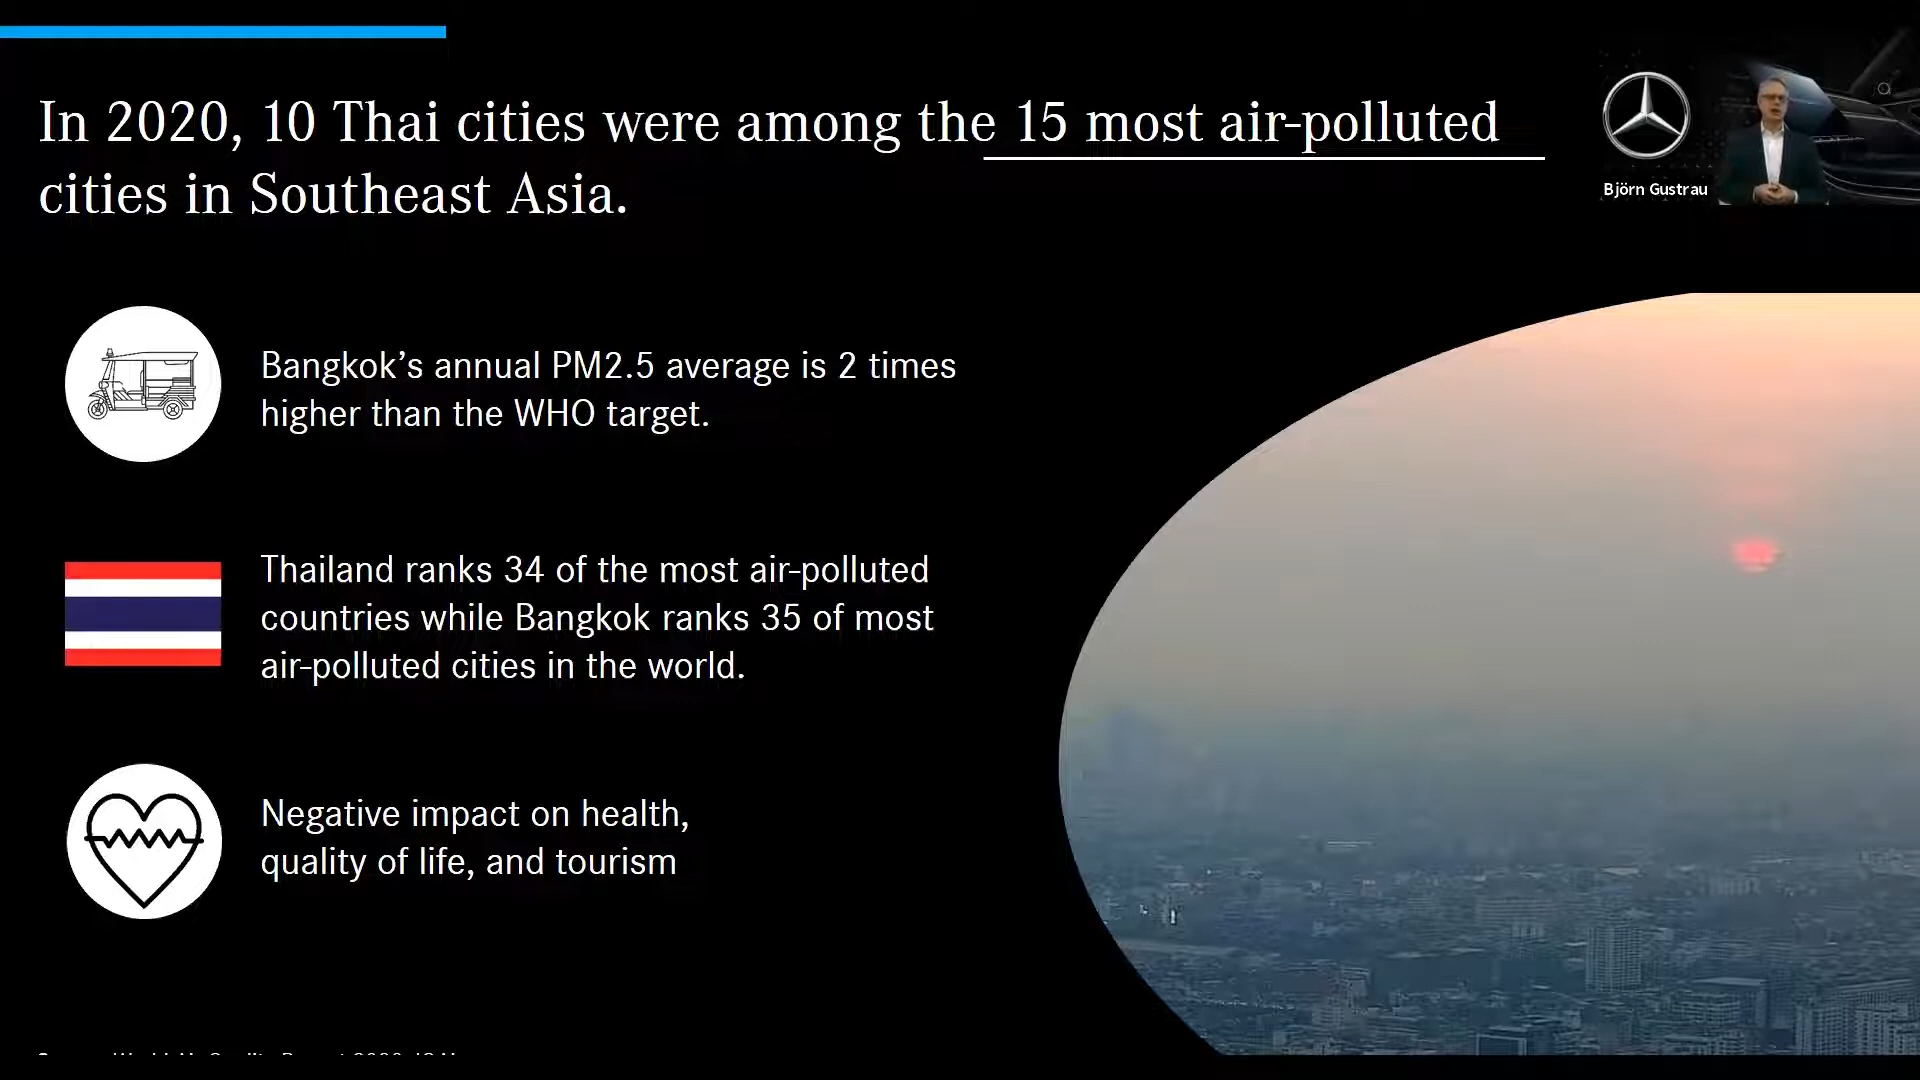 In 2020, 10 Thai cities were among the 15 most air-polluted
cities in Southeast Asia.
Björn Gustrau
Bangkok’s annual PM2.5 average is 2 times
higher than the WHO target.
Thailand ranks 34 of the most air-polluted
countries while Bangkok ranks 35 of most
air-polluted cities in the world.
Negative impact on health,
quality of life, and tourism